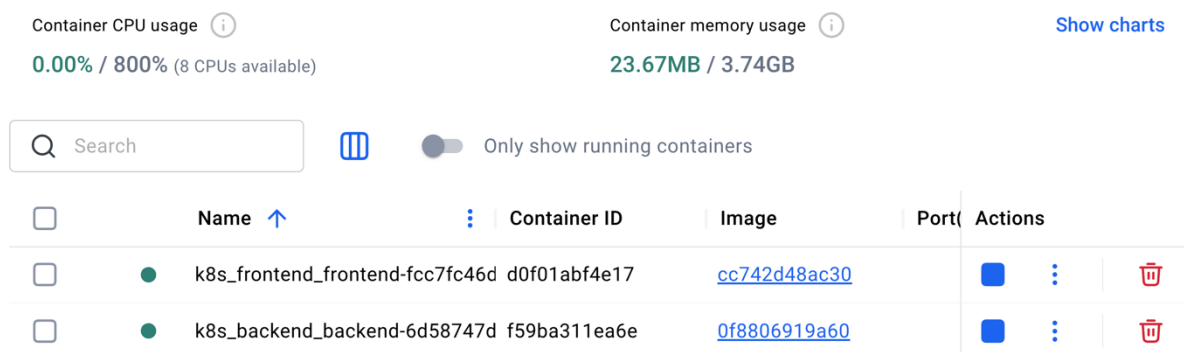 Container CPU usage
Container memory usage
Show charts
0.00% / 800% (8 CPUs available)
23.67MB / 3.74GB
Search
Only show running containers
Name Container ID Image Port( Actions
k8s_frontend_frontend-fcc7fc46d d0f01abf4e17 cc742d48ac30
k8s_backend_backend-6d58747d f59ba311ea6e 0f8806919a60